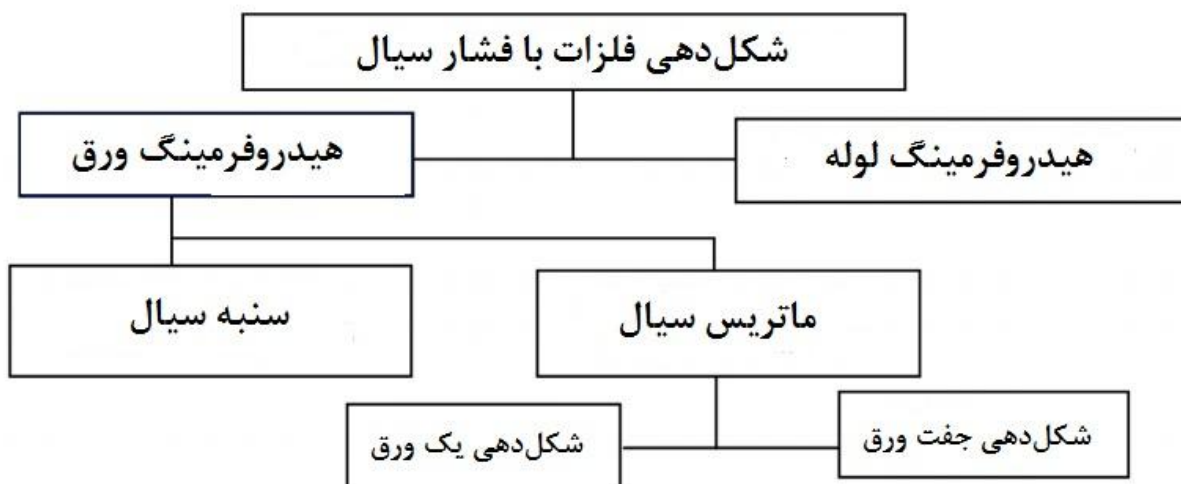 شکل‌دهی فلزات با فشار سیال
هیدروفرمینگ لوله
هیدروفرمینگ ورق
ماتریس سیال
سنبه سیال
شکل‌دهی جفت ورق
شکل‌دهی یک ورق